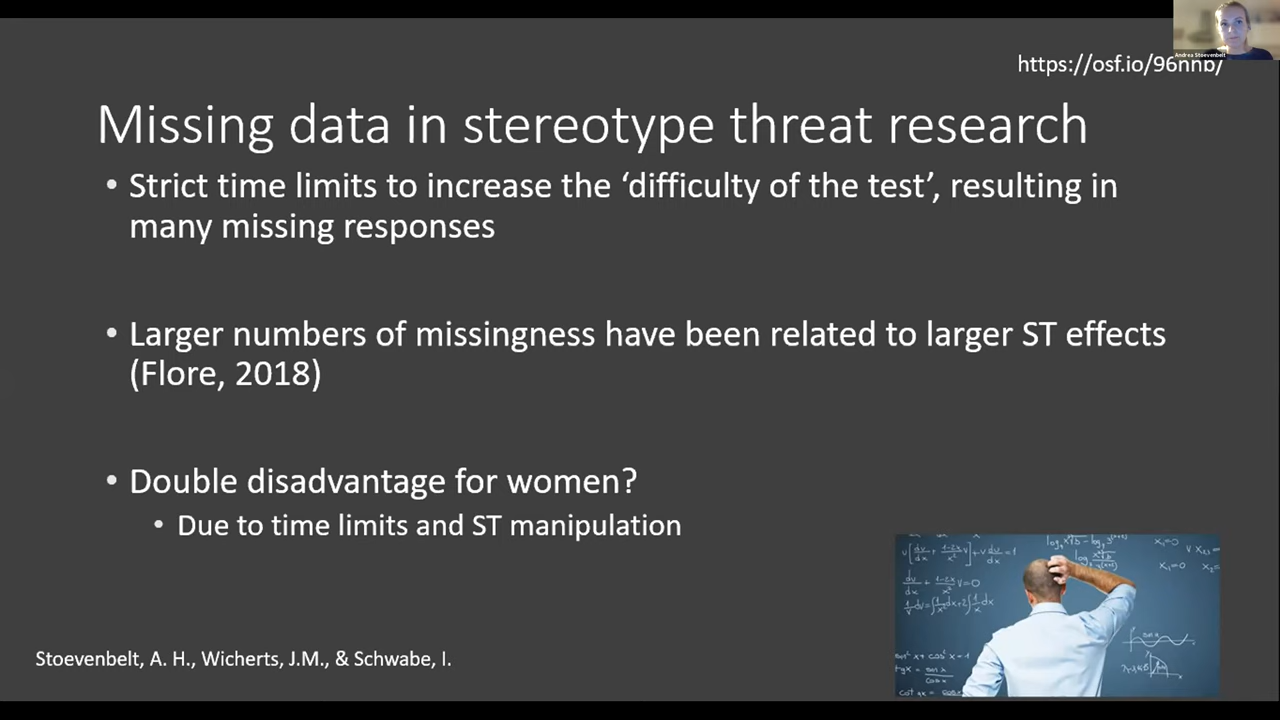 Andrea Stoevenbelt
https://osf.io/96nnb/
Missing data in stereotype threat research
• Strict time limits to increase the ‘difficulty of the test’, resulting in
many missing responses
• Larger numbers of missingness have been related to larger ST effects
(Flore, 2018)
• Double disadvantage for women?
• Due to time limits and ST manipulation
Stoevenbelt, A. H., Wicherts, J.M., & Schwabe, I.